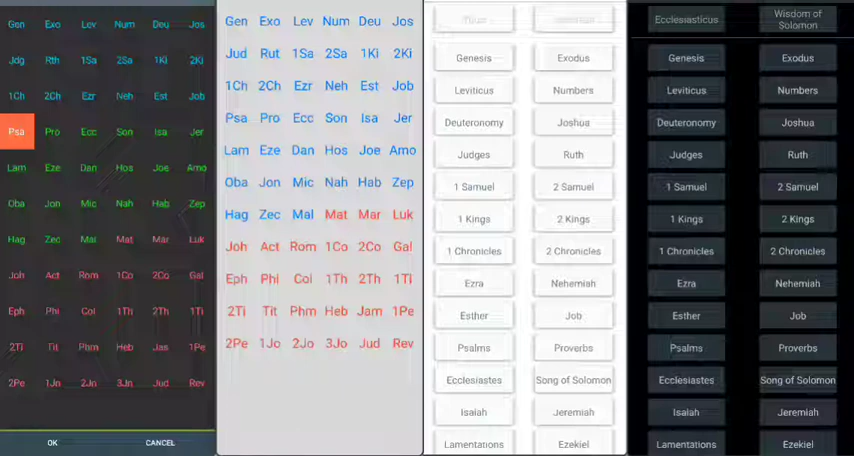 Gen Exo Lev Num Deu Jos
Jdg Rth 1Sa 2Sa 1Ki 2Ki
1Ch 2Ch Ezr Neh Est Job
Psa Pro Ecc Son Isa Jer
Lam Eze Dan Hos Joe Amo
Oba Jon Mic Nah Hab Zep
Hag Zec Mal Mat Mar Luk
Joh Act Rom 1Co 2Co Gal
Eph Phi Col 1Th 2Th 1Ti
2Ti Tit Phm Heb Jas 1Pe
2Pe 1Jn 2Jn 3Jn Jud Rev
OK CANCEL
Gen Exo Lev Num Deu Jos
Jud Rut 1Sa 2Sa 1Ki 2Ki
1Ch 2Ch Ezr Neh Est Job
Psa Pro Ecc Son Isa Jer
Lam Eze Dan Hos Joe Amo
Oba Jon Mic Nah Hab Zep
Hag Zec Mal Mat Mar Luk
Joh Act Rom 1Co 2Co Gal
Eph Phi Col 1Th 2Th 1Ti
2Ti Tit Phm Heb Jam 1Pe
2Pe 1Jo 2Jo 3Jo Jud Rev
Genesis Exodus
Leviticus Numbers
Deuteronomy Joshua
Judges Ruth
1 Samuel 2 Samuel
1 Kings 2 Kings
1 Chronicles 2 Chronicles
Ezra Nehemiah
Esther Job
Psalms Proverbs
Ecclesiastes Song of Solomon
Isaiah Jeremiah
Lamentations Ezekiel
Ecclesiasticus Wisdom of
Solomon
Genesis Exodus
Leviticus Numbers
Deuteronomy Joshua
Judges Ruth
1 Samuel 2 Samuel
1 Kings 2 Kings
1 Chronicles 2 Chronicles
Ezra Nehemiah
Esther Job
Psalms Proverbs
Ecclesiastes Song of Solomon
Isaiah Jeremiah
Lamentations Ezekiel